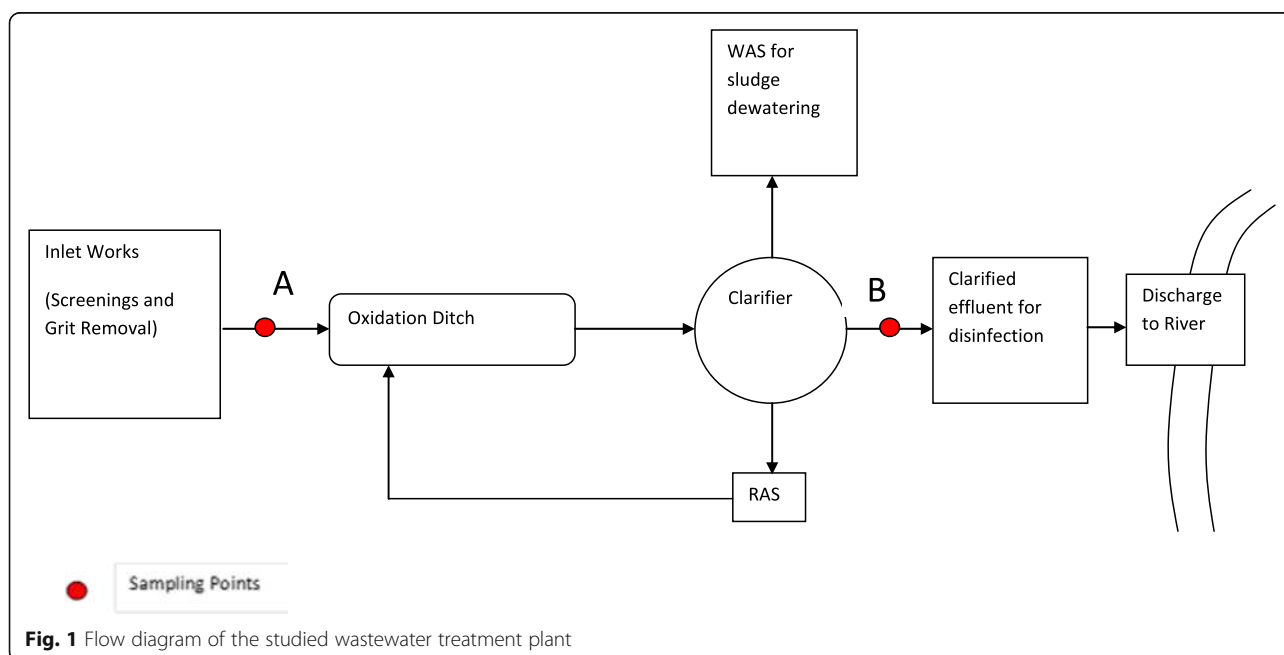 WAS for
sludge
dewatering
Inlet Works
(Screenings and
Grit Removal)
A
Oxidation Ditch
Clarifier
B
Clarified
effluent for
disinfection
Discharge
to River
RAS
Sampling Points
Fig. 1 Flow diagram of the studied wastewater treatment plant